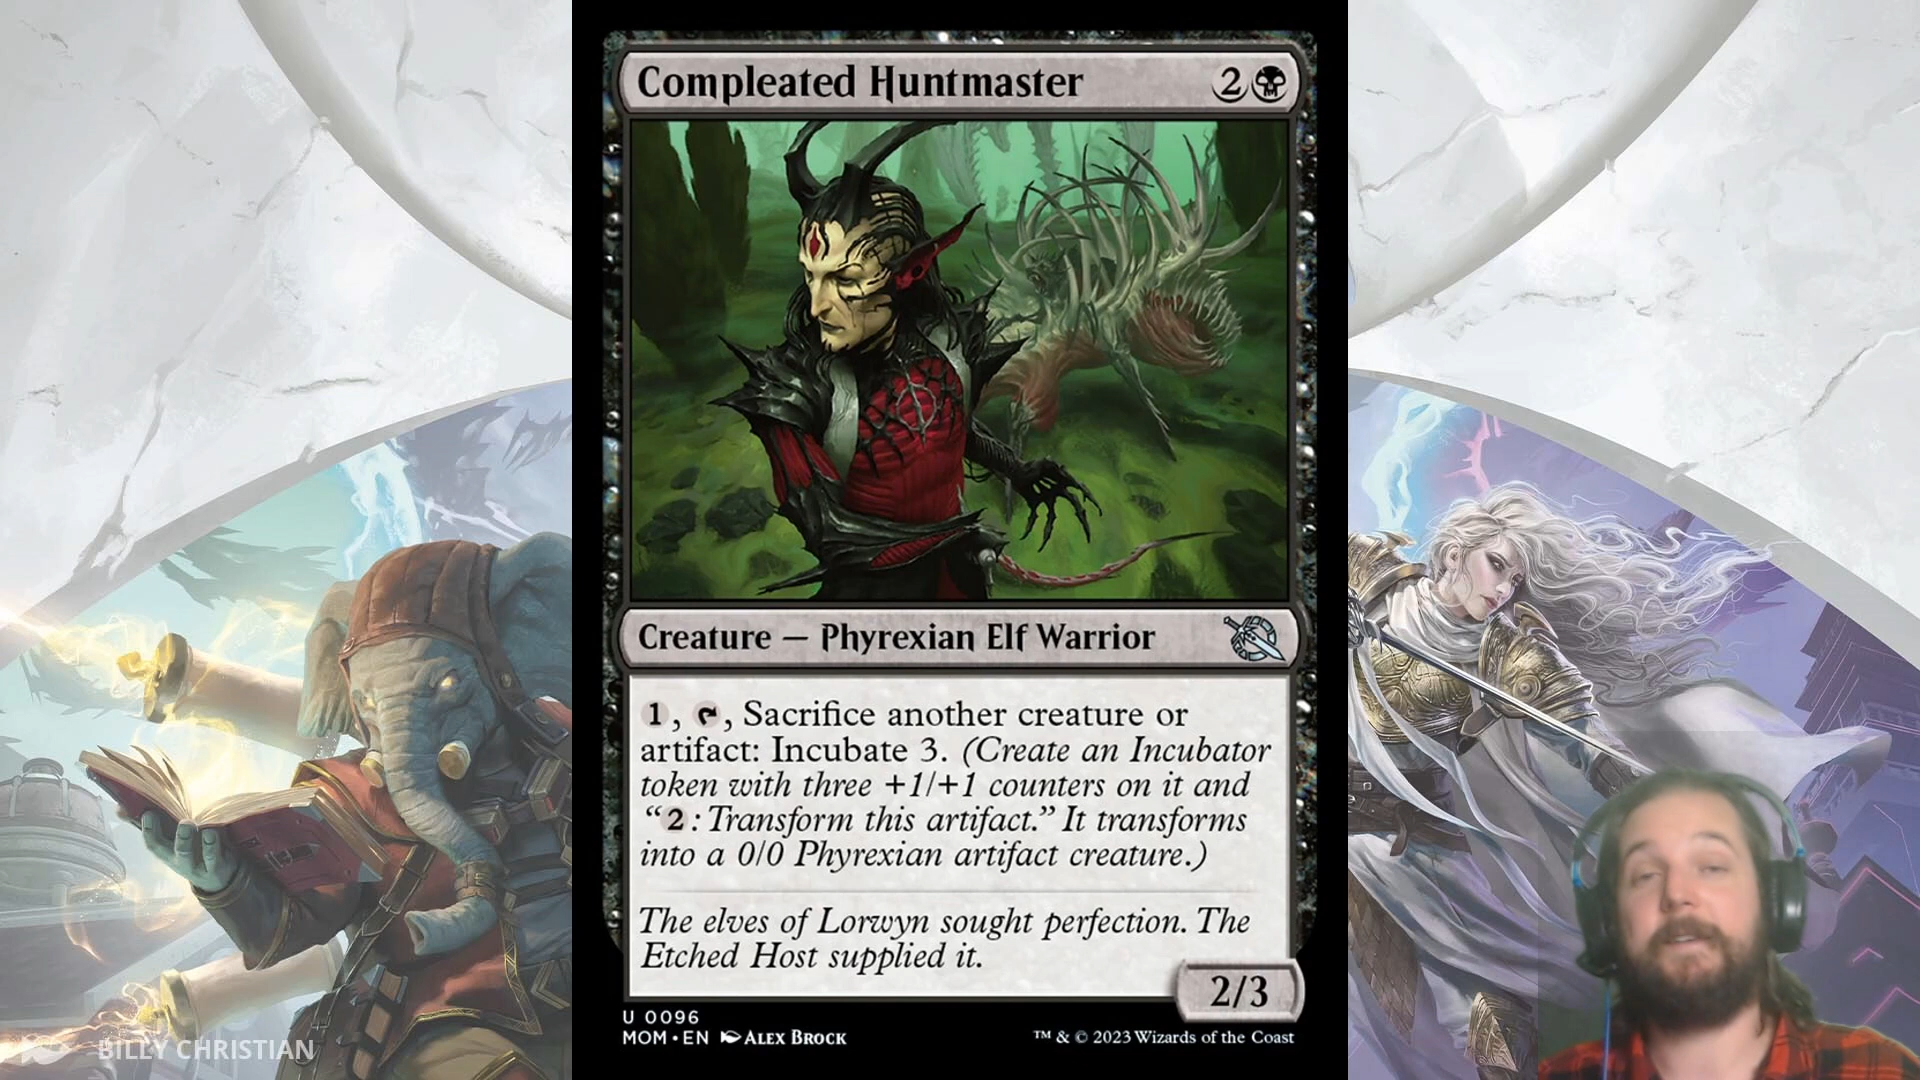 Compleated Huntmaster 2
Creature — Phyrexian Elf Warrior
1, , Sacrifice another creature or
artifact: Incubate 3. (Create an Incubator
token with three +1/+1 counters on it and
“2: Transform this artifact.” It transforms
into a 0/0 Phyrexian artifact creature.)
The elves of Lorwyn sought perfection. The
Etched Host supplied it.
2/3
U 0096
MOM • EN ALEX BROCK
™ & © 2023 Wizards of the Coast
BILLY CHRISTIAN